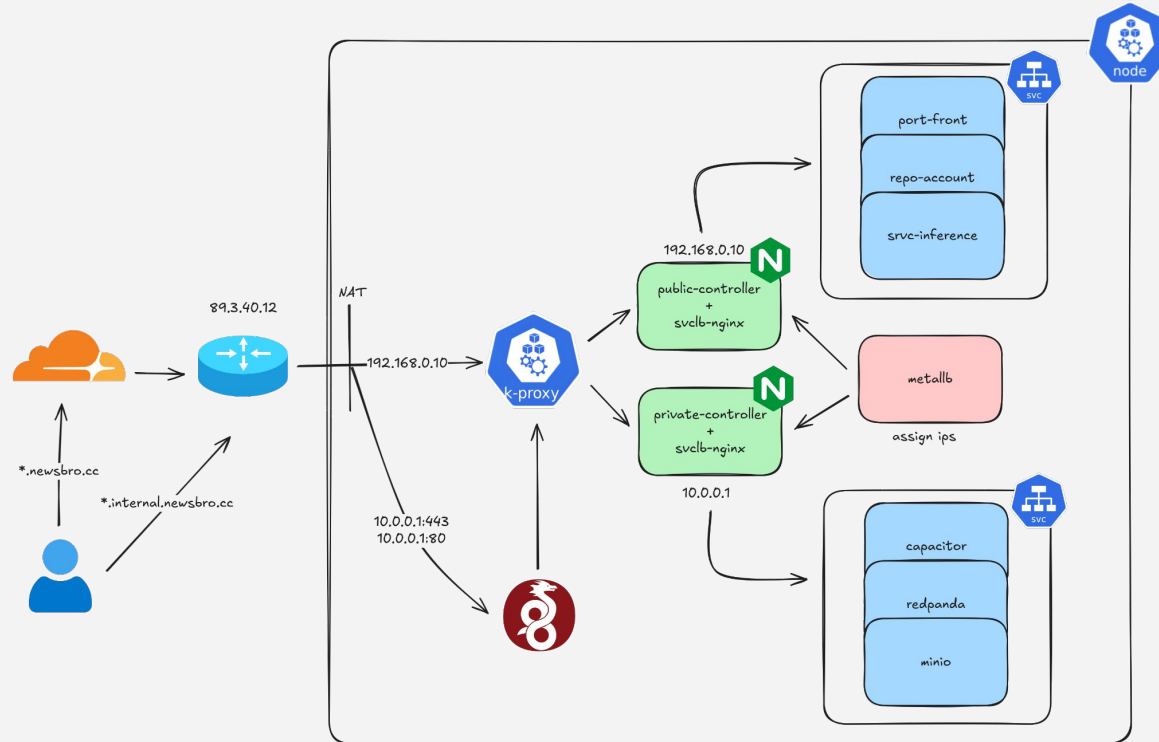 node
svc
port-front
repo-account
srvc-inference
192.168.0.10
N
public-controller
+
svclb-nginx
NAT
89.3.40.12
192.168.0.10
k-proxy
metallb
assign ips
N
private-controller
+
svclb-nginx
10.0.0.1
*.newsbro.cc
*.internal.newsbro.cc
10.0.0.1:443
10.0.0.1:80
svc
capacitor
redpanda
minio